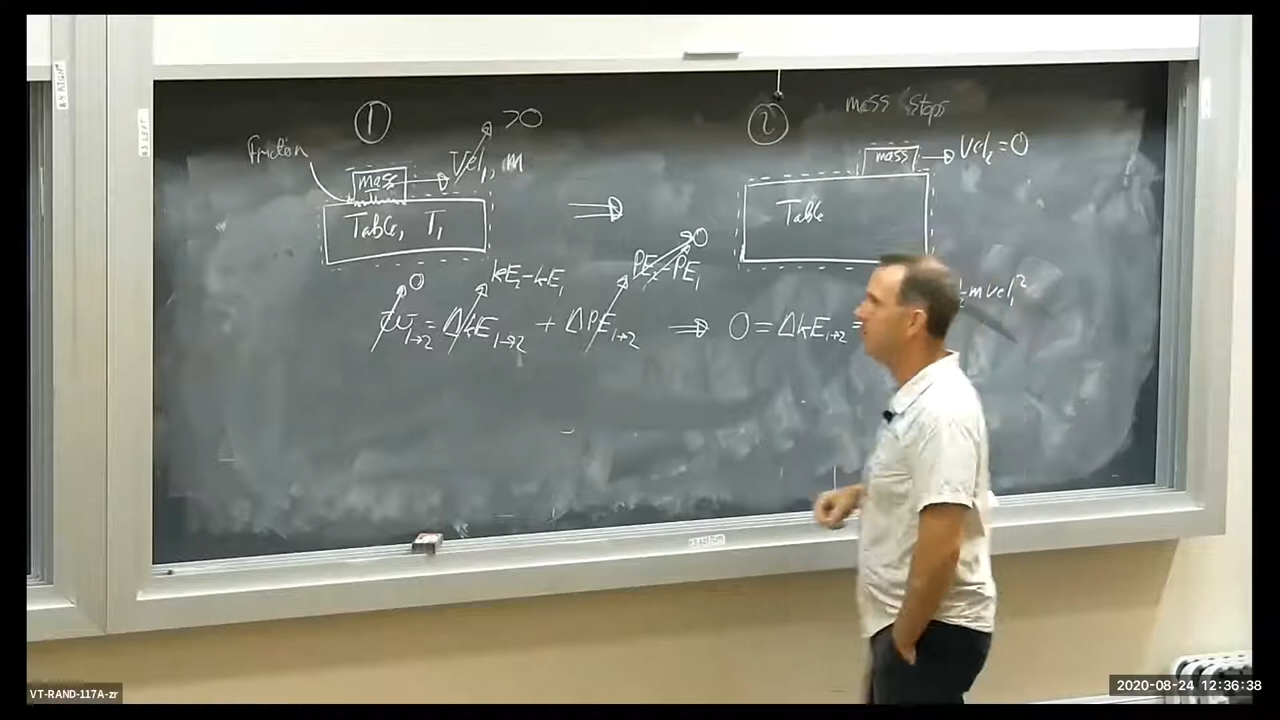 ① >0
② mass stops
Friction
mass Vel₁, m
mass Vel₂ = 0
Table, T₁
Table
0 KE₂-KE₁ PE₂-PE₁ 0
W₁→₂ = ΔKE₁→₂ + ΔPE₁→₂ ⇒ 0 = ΔKE₁→₂ =
½mvel₁²
VT-RAND-117A-zr
2020-08-24 12:36:38